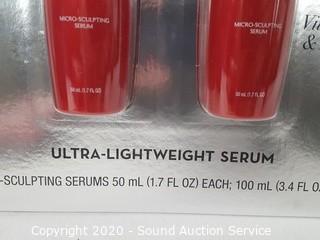 MICRO-SCULPTING
SERUM
50 mL (1.7 FL OZ)
MICRO-SCULPTING
SERUM
50 mL (1.7 FL OZ)
&
ULTRA-LIGHTWEIGHT SERUM
-SCULPTING SERUMS 50 mL (1.7 FL OZ) EACH; 100 mL (3.4 FL O
Copyright 2020 - Sound Auction Service